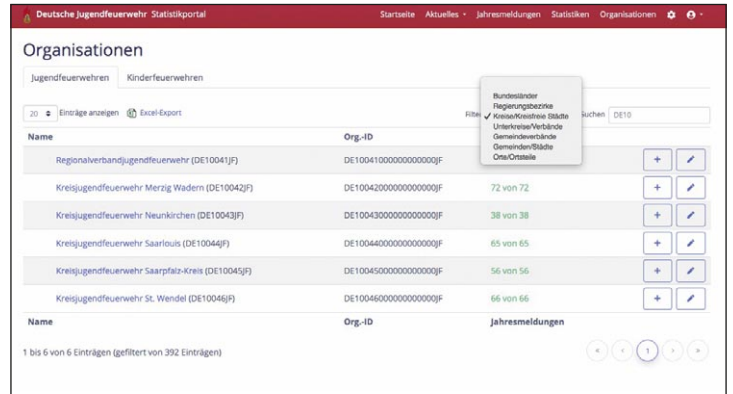 Deutsche Jugendfeuerwehr Statistikportal Startseite Aktuelles Jahresmeldungen Statistiken Organisationen
Organisationen
Jugendfeuerwehren Kinderfeuerwehren
20 Einträge anzeigen Excel-Export Filter Suchen DE10
Bundesländer
Regierungsbezirke
✓ Kreise/Kreisfreie Städte
Unterkreise/Verbände
Gemeindeverbände
Gemeinden/Städte
Orte/Ortsteile
Name Org.-ID
Regionalverbandjugendfeuerwehr (DE10041JF) DE10041000000000000JF +
Kreisjugendfeuerwehr Merzig Wadern (DE10042JF) DE10042000000000000JF 72 von 72 +
Kreisjugendfeuerwehr Neunkirchen (DE10043JF) DE10043000000000000JF 38 von 38 +
Kreisjugendfeuerwehr Saarlouis (DE10044JF) DE10044000000000000JF 65 von 65 +
Kreisjugendfeuerwehr Saarpfalz-Kreis (DE10045JF) DE10045000000000000JF 56 von 56 +
Kreisjugendfeuerwehr St. Wendel (DE10046JF) DE10046000000000000JF 66 von 66 +
Name Org.-ID Jahresmeldungen
1 bis 6 von 6 Einträgen (gefiltert von 392 Einträgen) « ‹ 1 › »